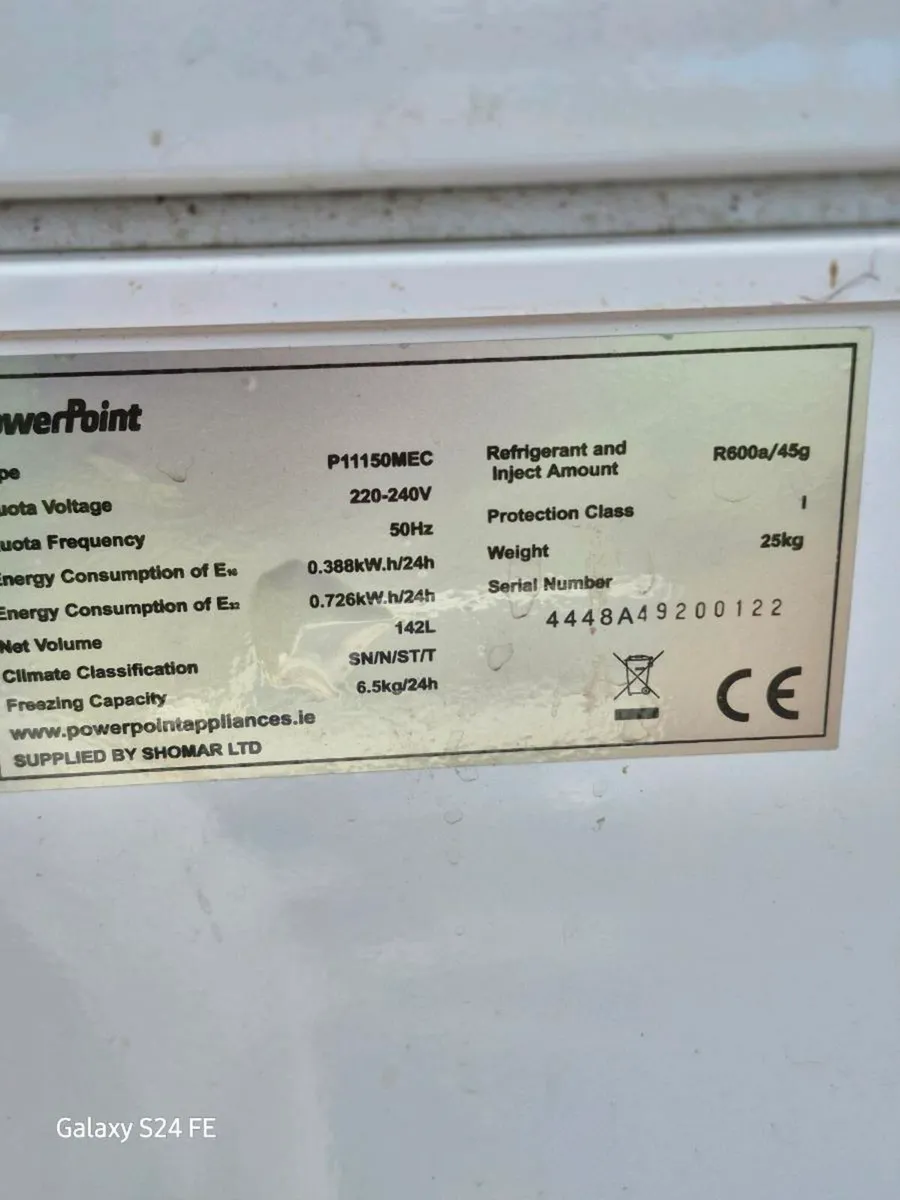 owerPoint
pe P11150MEC
uota Voltage 220-240V
uota Frequency 50Hz
Energy Consumption of E16 0.388kW.h/24h
Energy Consumption of E32 0.726kW.h/24h
Net Volume 142L
Climate Classification SN/N/ST/T
Freezing Capacity 6.5kg/24h
www.powerpointappliances.ie
SUPPLIED BY SHOMAR LTD
Refrigerant and
Inject Amount R600a/45g
Protection Class I
Weight 25kg
Serial Number
4448A49200122
CE
Galaxy S24 FE